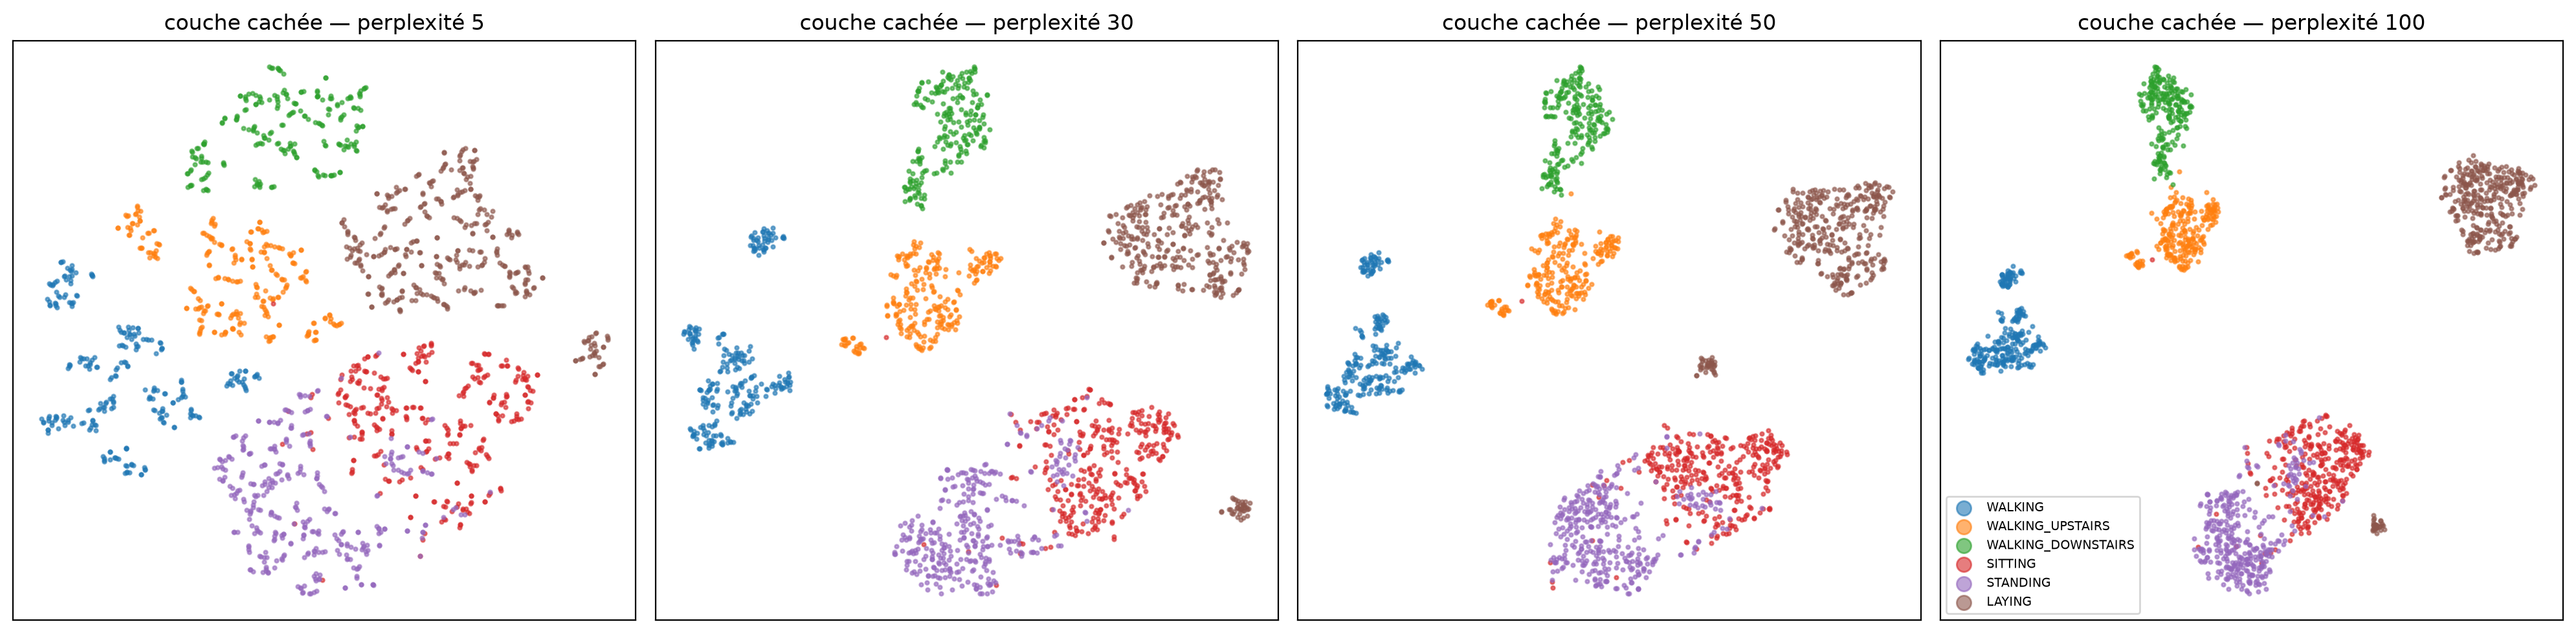 couche cachée — perplexité 5
couche cachée — perplexité 30
couche cachée — perplexité 50
couche cachée — perplexité 100
WALKING
WALKING_UPSTAIRS
WALKING_DOWNSTAIRS
SITTING
STANDING
LAYING